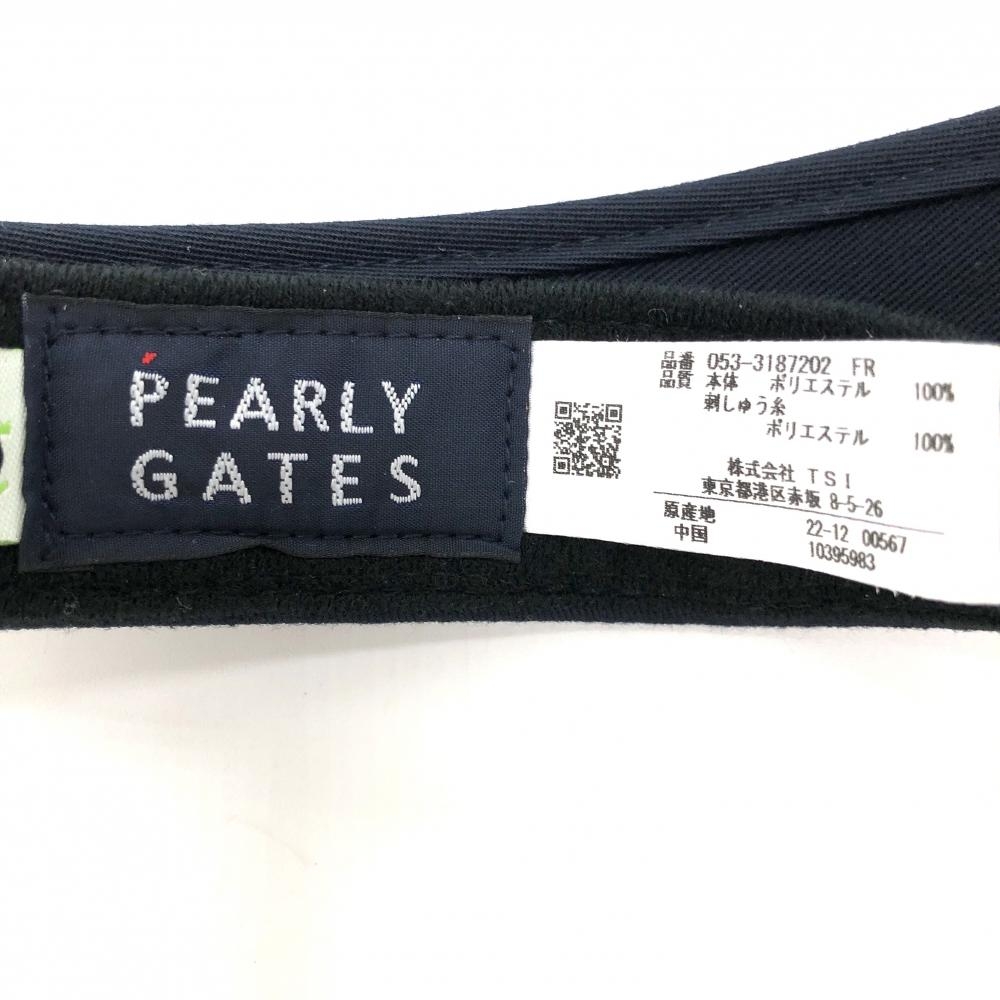 PEARLY
GATES
品番 053-3187202 FR
品質 本体 ポリエステル 100%
刺しゅう糸
ポリエステル 100%
株式会社 TSI
東京都港区赤坂 8-5-26
原産地 22-12 00567
中国 10395983